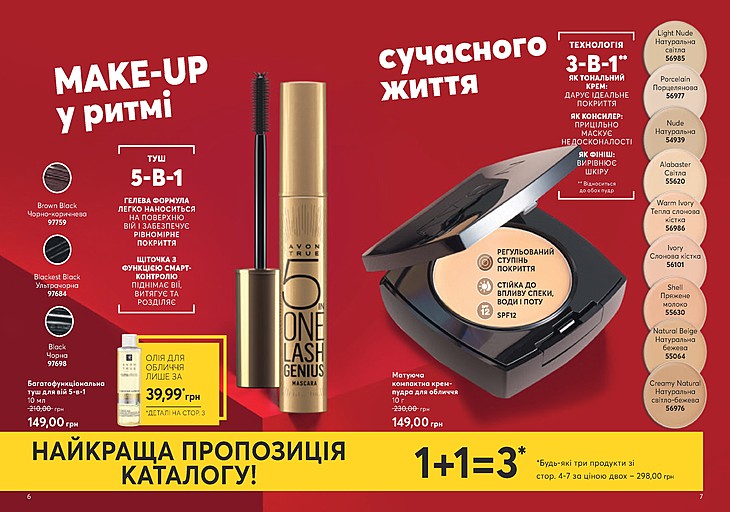 MAKE-UP
у ритмі
сучасного
життя
ТУШ
5-В-1
ГЕЛЕВА ФОРМУЛА
ЛЕГКО НАНОСИТЬСЯ
НА ПОВЕРХНЮ
ВІЙ І ЗАБЕЗПЕЧУЄ
РІВНОМІРНЕ
ПОКРИТТЯ
ЩІТОЧКА З
ФУНКЦІЄЮ СМАРТ-
КОНТРОЛЮ
ПІДНІМАЄ ВІЇ,
ВИТЯГУЄ ТА
РОЗДІЛЯЄ
Brown Black
Чорно-коричнева
97759
Blackest Black
Ультрачорна
97684
Black
Чорна
97698
Багатофункціональна
туш для вій 5-в-1
10 мл
210,00 грн
149,00 грн
AVON
TRUE
ОЛІЯ ДЛЯ
ОБЛИЧЧЯ
ЛИШЕ ЗА
39,99* грн
*ДЕТАЛІ НА СТОР. 3
AVON
TRUE
5 IN
ONE
LASH
GENIUS
MASCARA
ТЕХНОЛОГІЯ
3-В-1**
ЯК ТОНАЛЬНИЙ
КРЕМ:
ДАРУЄ ІДЕАЛЬНЕ
ПОКРИТТЯ
ЯК КОНСИЛЕР:
ПРИЦІЛЬНО
МАСКУЄ
НЕДОСКОНАЛОСТІ
ЯК ФІНІШ:
ВИРІВНЮЄ
ШКІРУ
** Відноситься
до обох пудр
РЕГУЛЬОВАНИЙ
СТУПІНЬ
ПОКРИТТЯ
СТІЙКА ДО
ВПЛИВУ СПЕКИ,
ВОДИ І ПОТУ
SPF 12
SPF12
Матуюча
компактна крем-
пудра для обличчя
10 г
230,00 грн
149,00 грн
Light Nude
Натуральна
світла
56985
Porcelain
Порцелянова
56977
Nude
Натуральна
54939
Alabaster
Світла
55620
Warm Ivory
Тепла слонова
кістка
56986
Ivory
Слонова кістка
56101
Shell
Пряжене
молоко
55630
Natural Beige
Натуральна
бежева
55064
Creamy Natural
Натуральна
світло-бежева
56976
НАЙКРАЩА ПРОПОЗИЦІЯ
КАТАЛОГУ!
1+1=3*
*Будь-які три продукти зі
стор. 4-7 за ціною двох – 298,00 грн
6
7